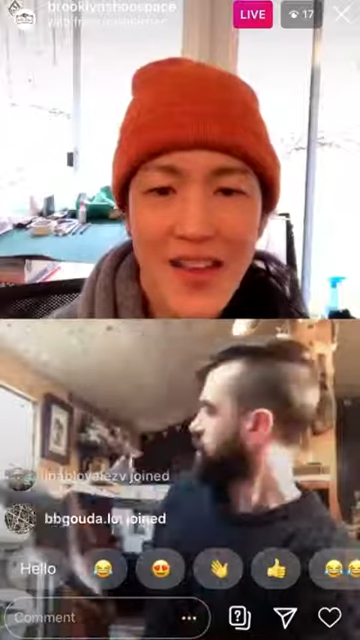 brooklynshoespace
LIVE
17
joined
bbgouda.lo joined
Hello
Comment